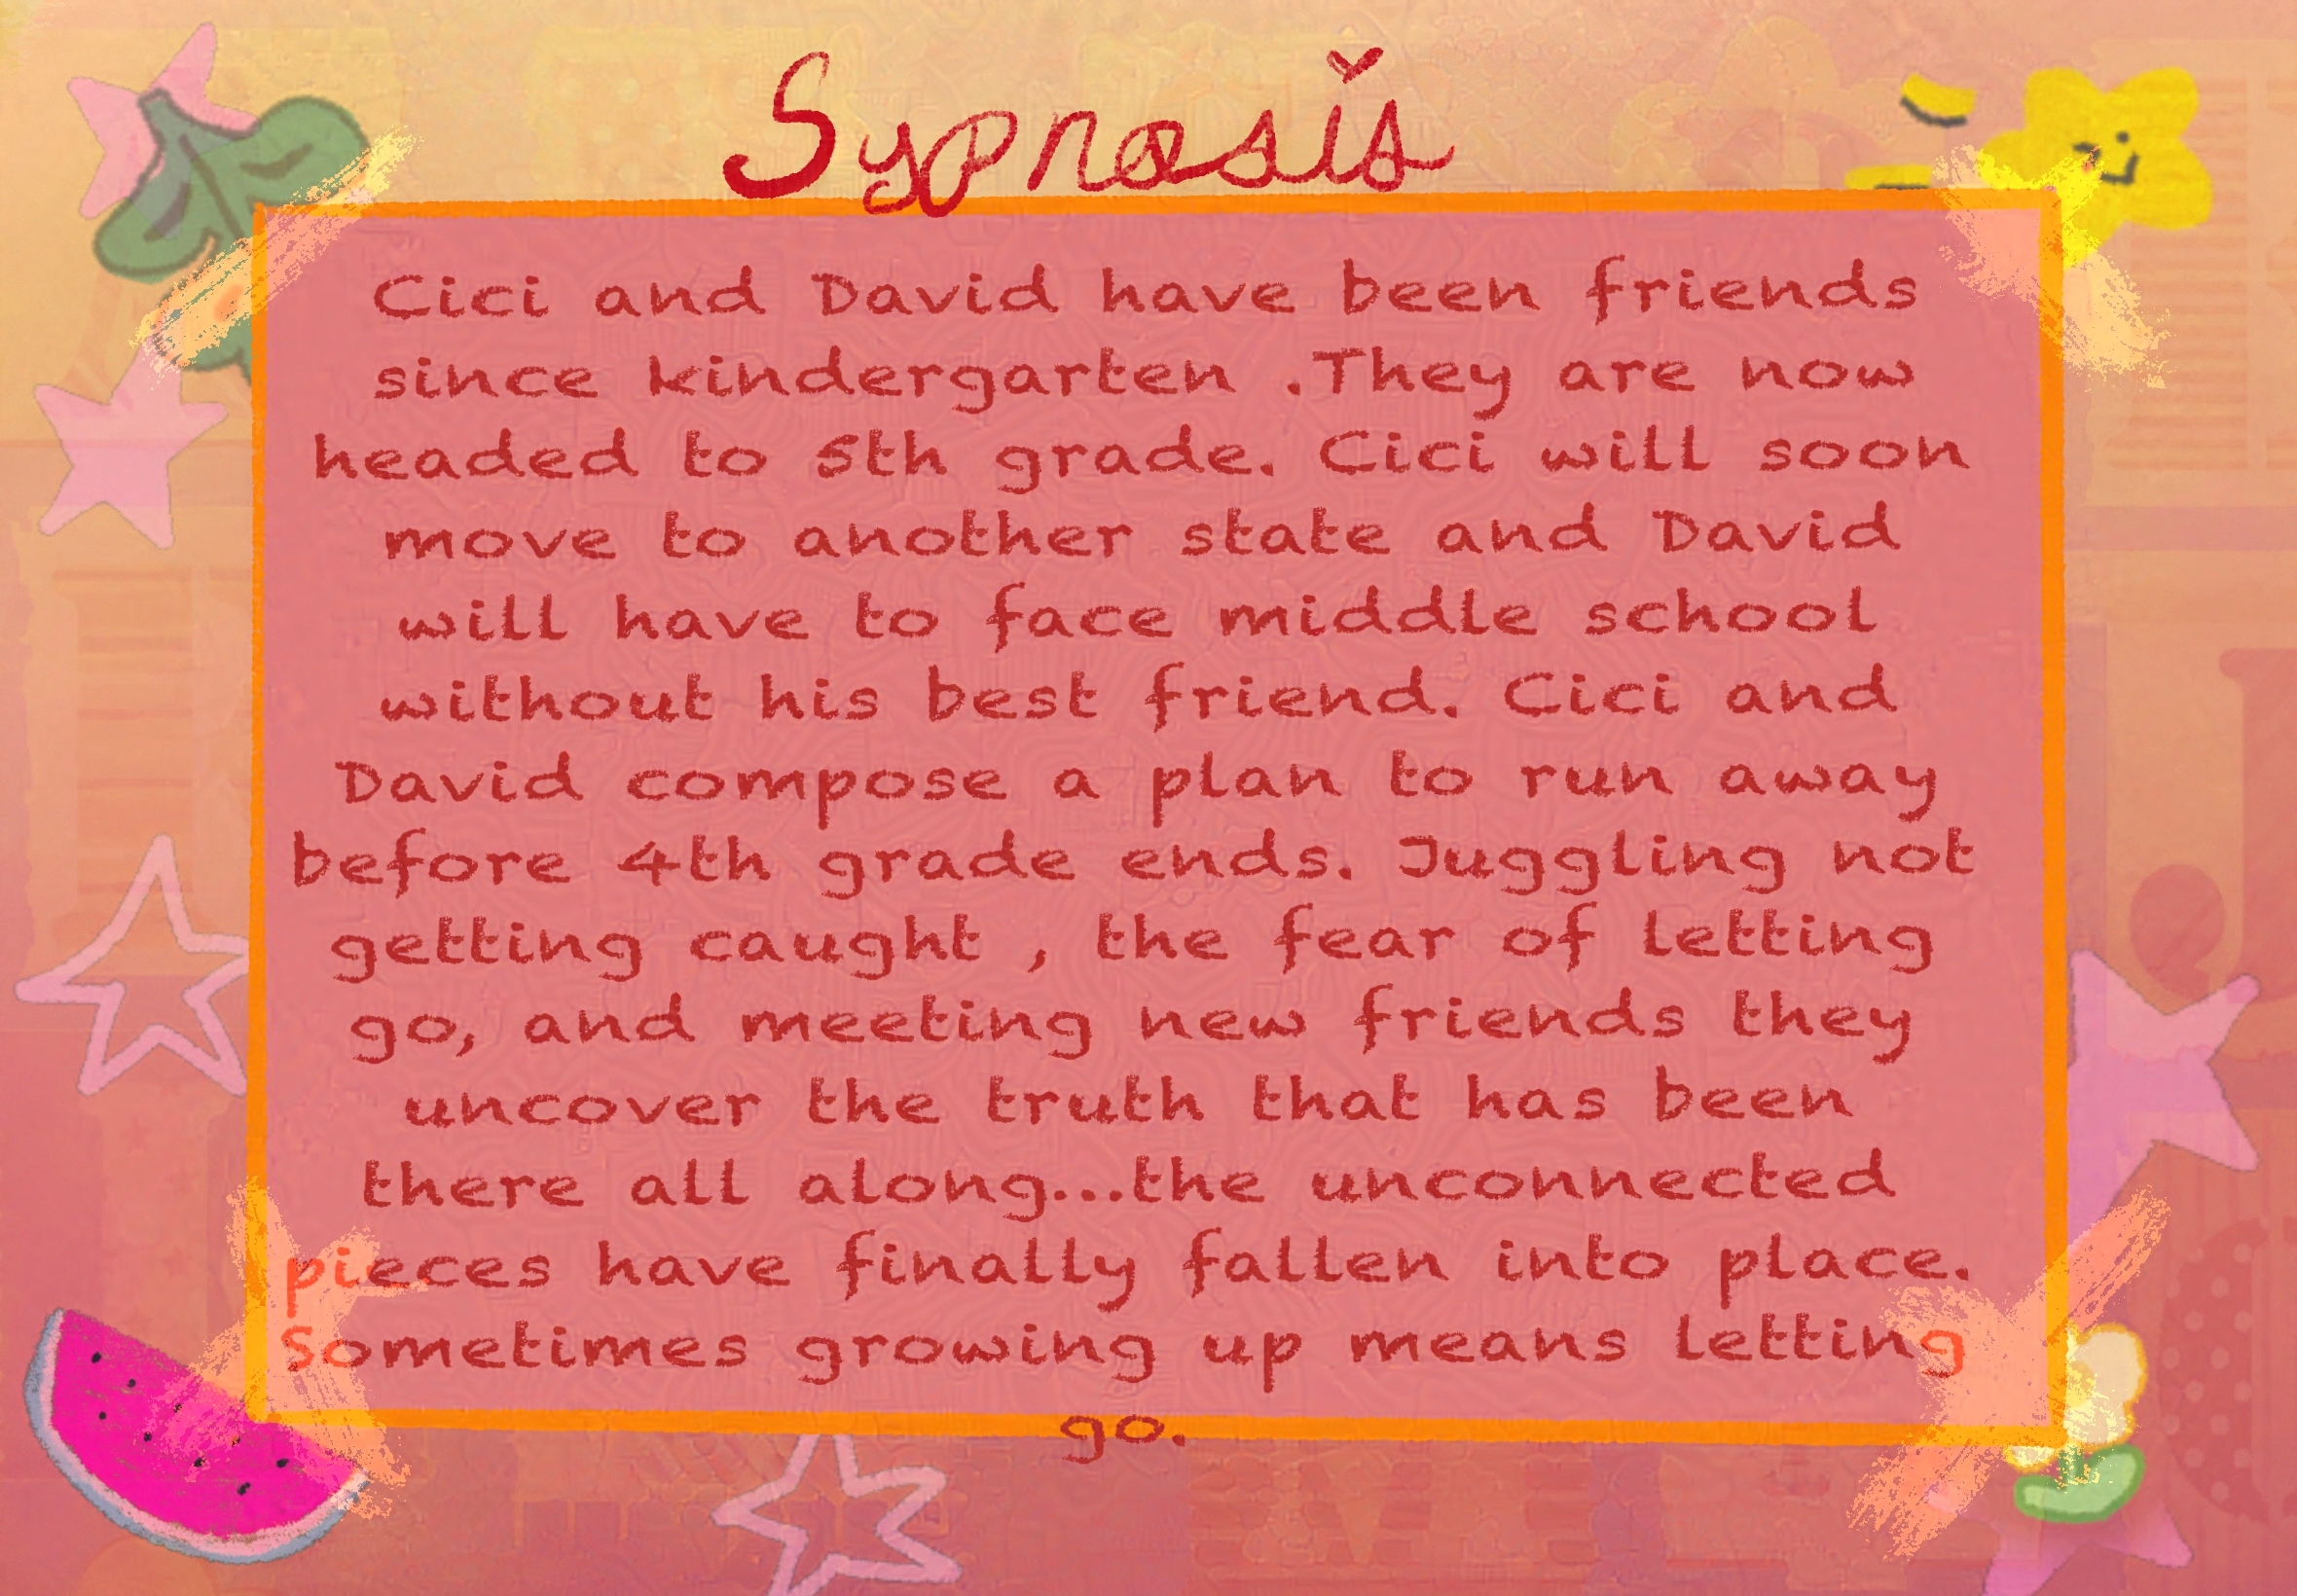 Sypnosis
Cici and David have been friends
since kindergarten .They are now
headed to 5th grade. Cici will soon
move to another state and David
will have to face middle school
without his best friend. Cici and
David compose a plan to run away
before 4th grade ends. Juggling not
getting caught , the fear of letting
go, and meeting new friends they
uncover the truth that has been
there all along...the unconnected
pieces have finally fallen into place.
Sometimes growing up means letting
go.